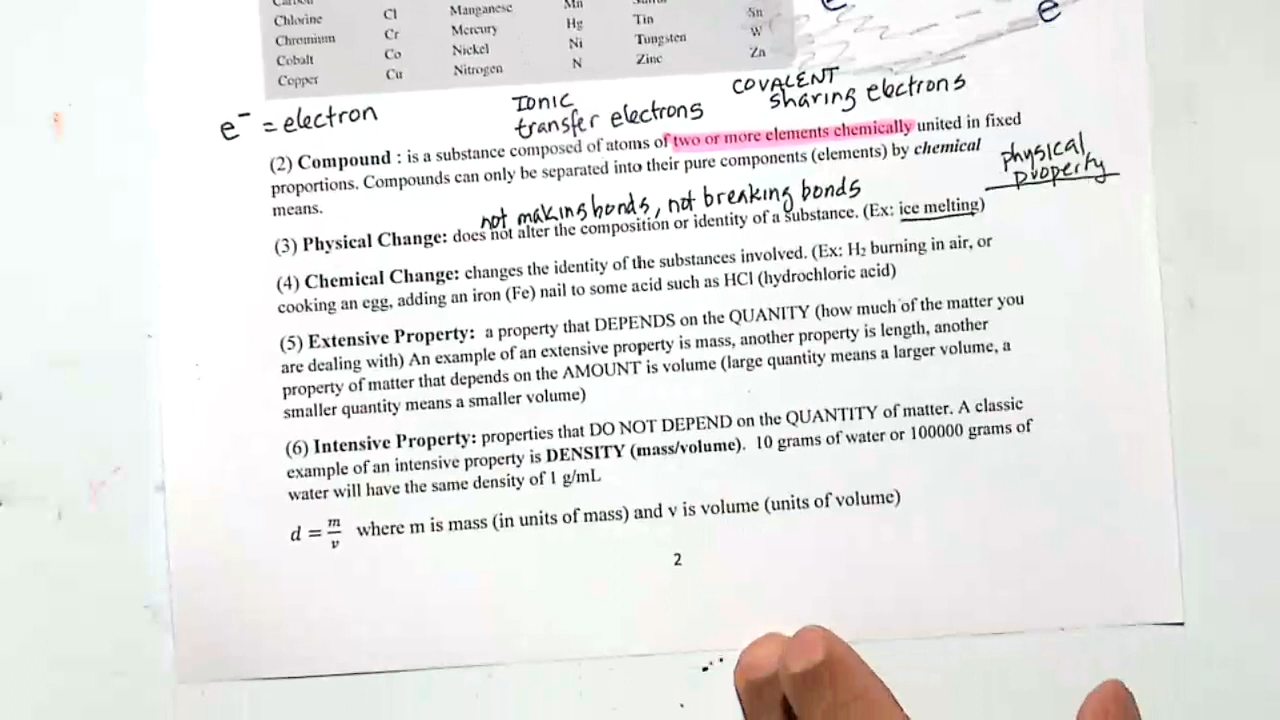 Chlorine Cl Manganese Mn
Chromium Cr Mercury Hg Tin Sn
Cobalt Co Nickel Ni Tungsten W
Copper Cu Nitrogen N Zinc Zn
e
e⁻ = electron
IONIC
transfer electrons
COVALENT
sharing electrons
(2) Compound : is a substance composed of atoms of two or more elements chemically united in fixed
proportions. Compounds can only be separated into their pure components (elements) by chemical
means.
physical
property
not making bonds, not breaking bonds
(3) Physical Change: does not alter the composition or identity of a substance. (Ex: ice melting)
(4) Chemical Change: changes the identity of the substances involved. (Ex: H₂ burning in air, or
cooking an egg, adding an iron (Fe) nail to some acid such as HCl (hydrochloric acid)
(5) Extensive Property: a property that DEPENDS on the QUANITY (how much of the matter you
are dealing with) An example of an extensive property is mass, another property is length, another
property of matter that depends on the AMOUNT is volume (large quantity means a larger volume, a
smaller quantity means a smaller volume)
(6) Intensive Property: properties that DO NOT DEPEND on the QUANTITY of matter. A classic
example of an intensive property is DENSITY (mass/volume). 10 grams of water or 100000 grams of
water will have the same density of 1 g/mL
d = m/v where m is mass (in units of mass) and v is volume (units of volume)
2